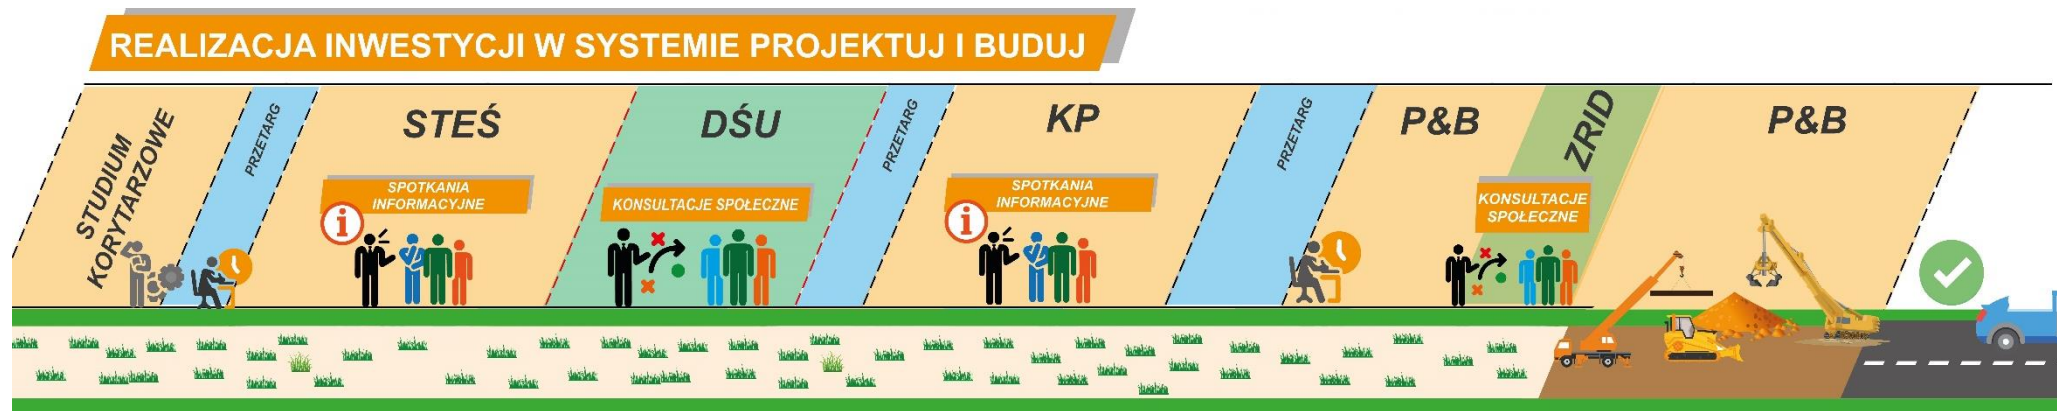 REALIZACJA INWESTYCJI W SYSTEMIE PROJEKTUJ I BUDUJ
STUDIUM
KORYTARZOWE
PRZETARG
STEŚ
SPOTKANIA
INFORMACYJNE
i
DŚU
KONSULTACJE SPOŁECZNE
PRZETARG
KP
SPOTKANIA
INFORMACYJNE
i
PRZETARG
P&B
ZRID
KONSULTACJE
SPOŁECZNE
P&B